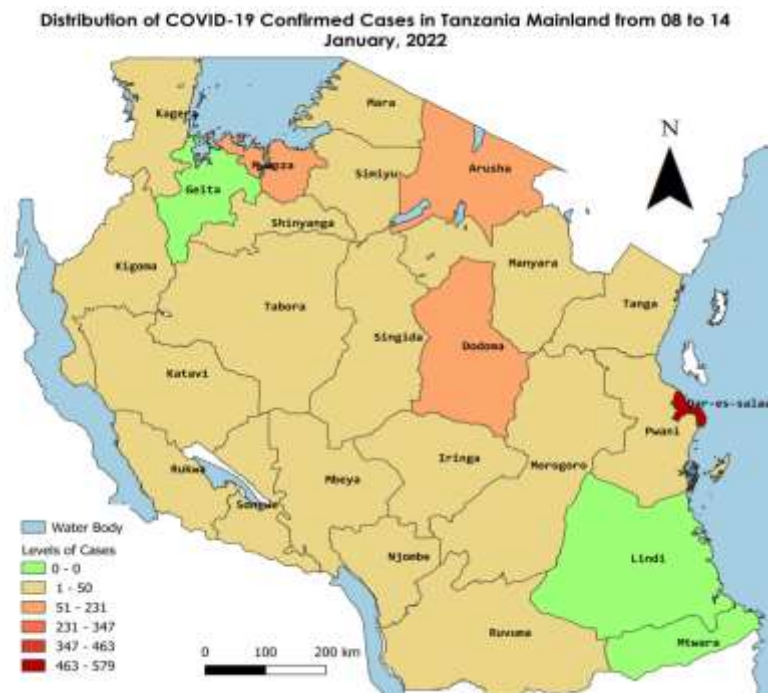 Distribution of COVID-19 Confirmed Cases in Tanzania Mainland from 08 to 14
January, 2022
N
Mara
Kagera
Arusha
Simiyu
Geita
Shinyanga
Manyara
Kigoma
Tabora
Tanga
Singida
Dodoma
Katavi
Dar-es-salaa
Pwani
Iringa
Morogoro
Rukwa
Mbeya
Songwe
Water Body
Levels of Cases
0 - 0
1 - 50
51 - 231
231 - 347
347 - 463
463 - 579
Njombe
Lindi
Ruvuma
Mtwara
0 100 200 km